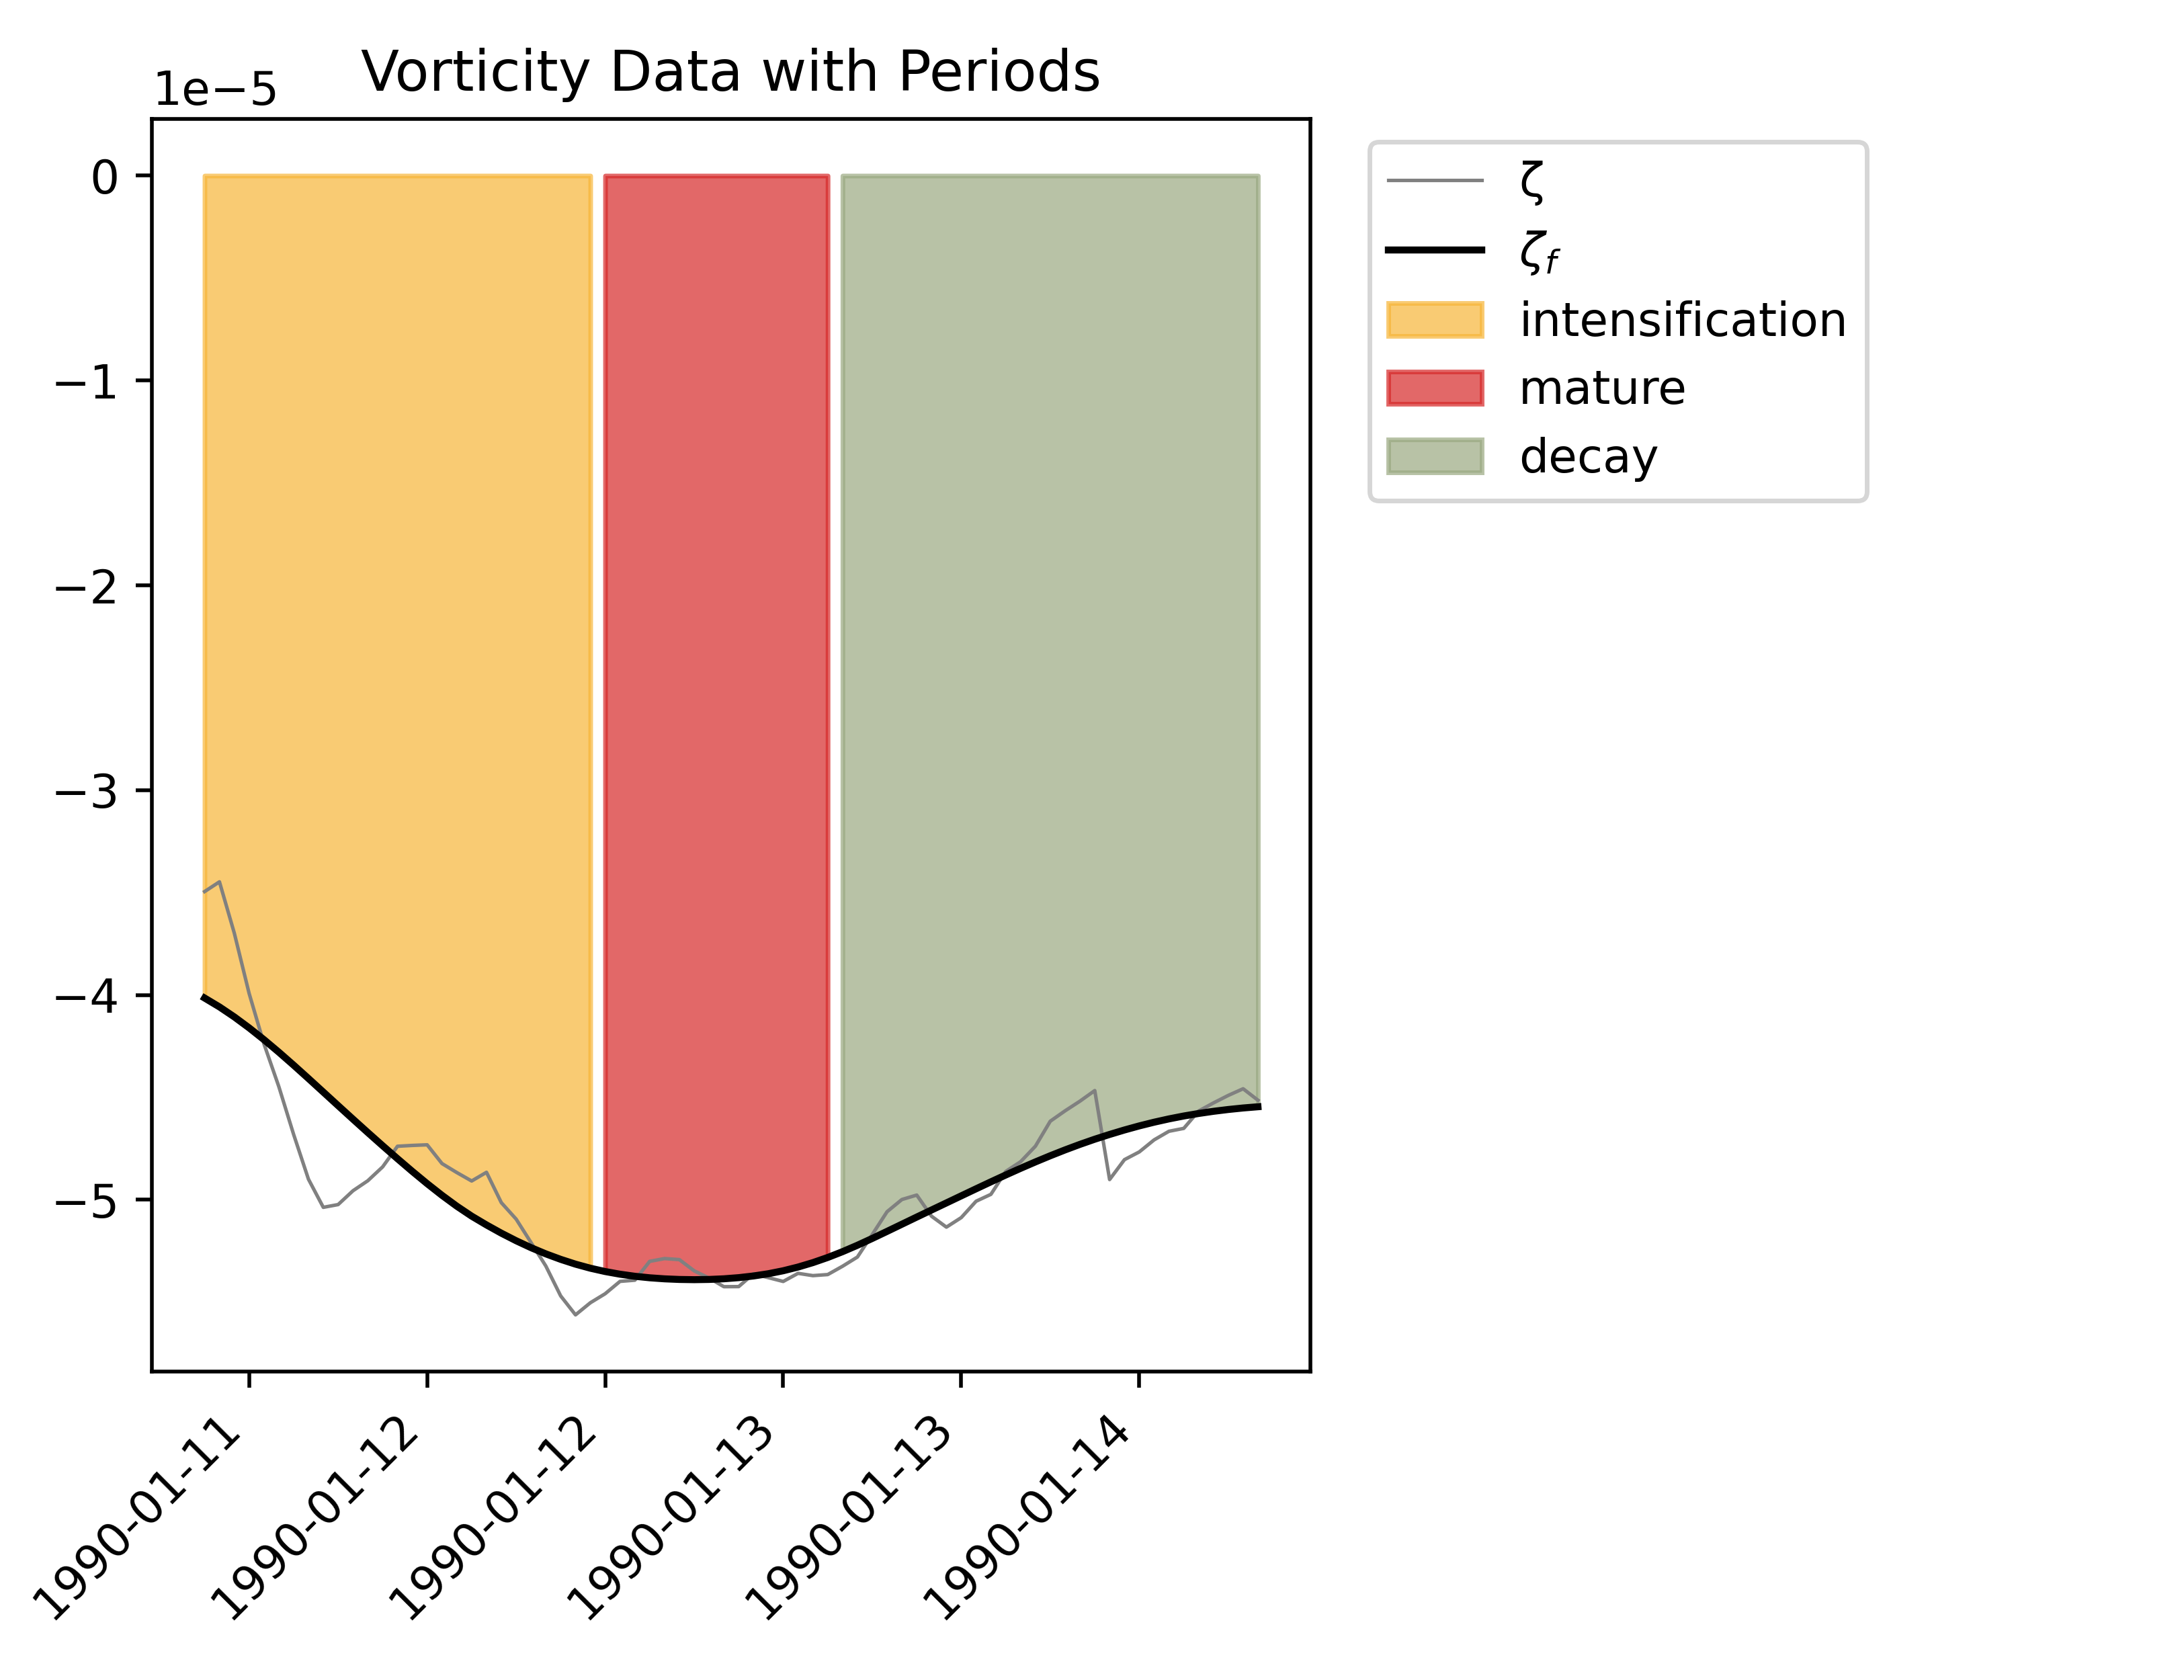 Vorticity Data with Periods
1e−5
0
−1
−2
−3
−4
−5
1990-01-11
1990-01-12
1990-01-12
1990-01-13
1990-01-13
1990-01-14
ζ
ζf
intensification
mature
decay